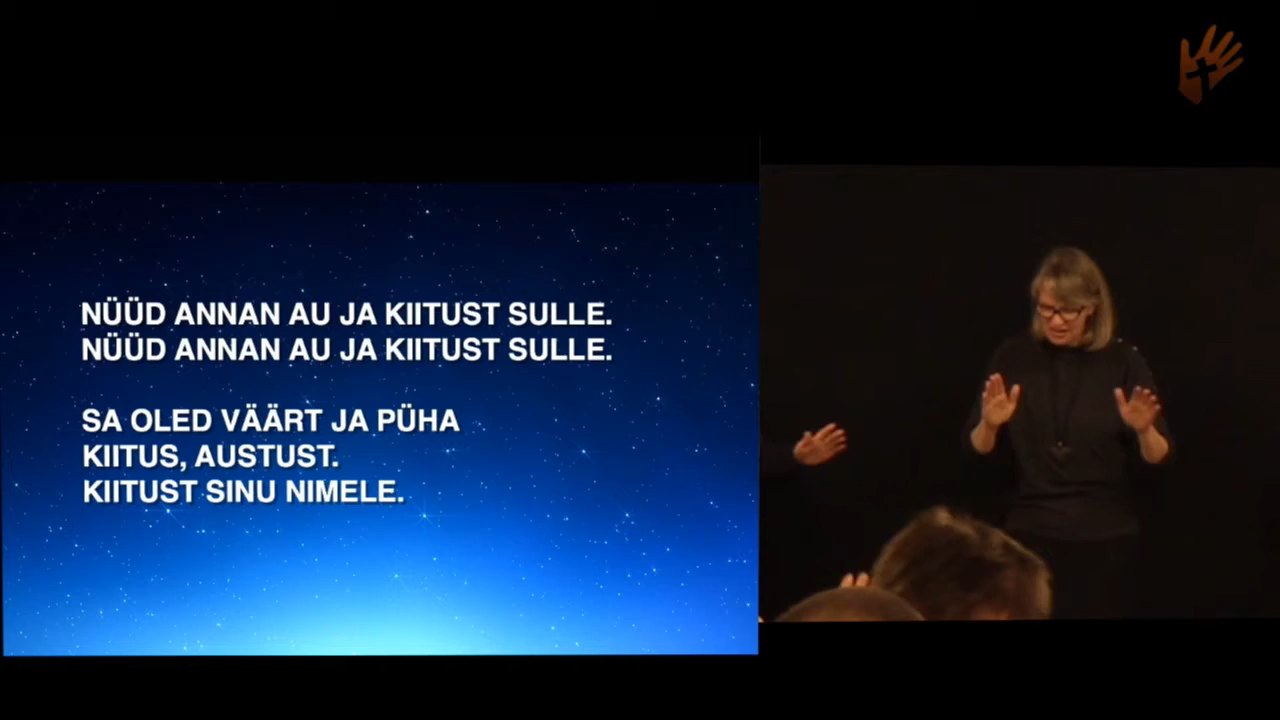 NÜÜD ANNAN AU JA KIITUST SULLE.
NÜÜD ANNAN AU JA KIITUST SULLE.
SA OLED VÄÄRT JA PÜHA
KIITUS, AUSTUST.
KIITUST SINU NIMELE.